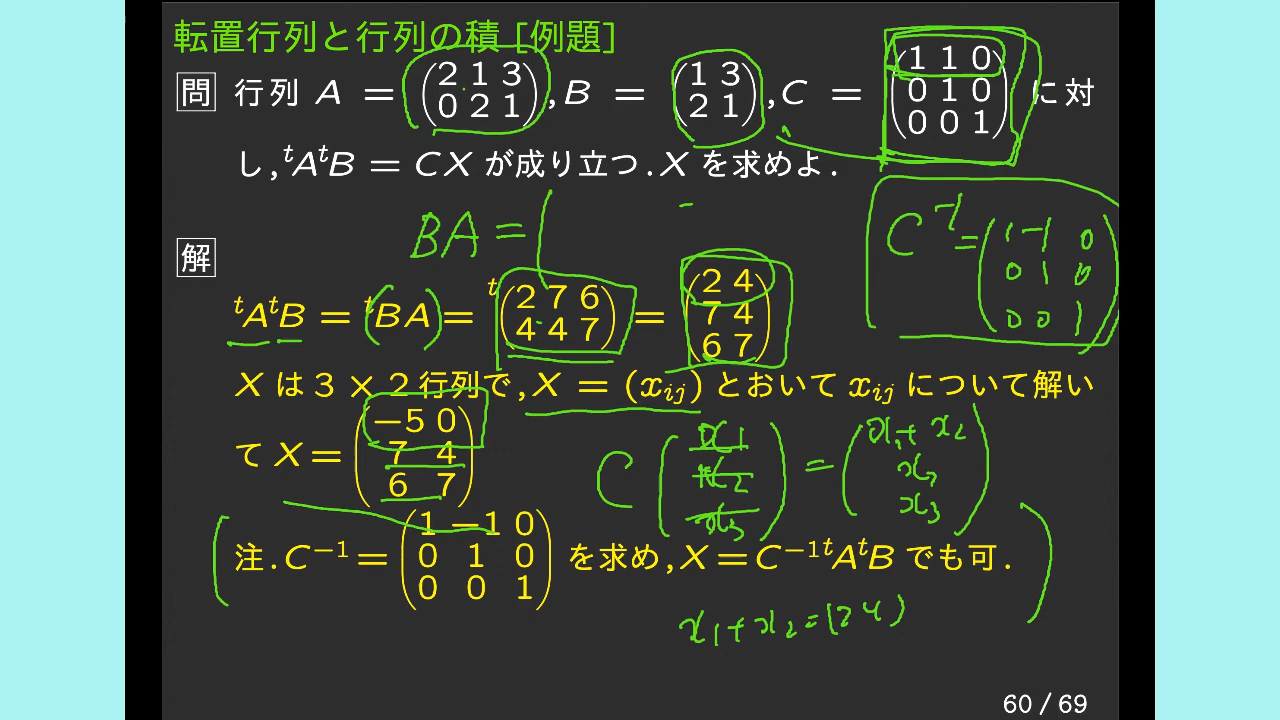 転置行列と行列の積 [例題]
問 行列 A = (2 1 3 / 0 2 1), B = (1 3 / 2 1), C = (1 1 0 / 0 1 0 / 0 0 1) に対
し, ᵗAᵗB = CX が成り立つ. X を求めよ.
BA = (
C⁻¹ = (1 -1 0 / 0 1 0 / 0 0 1)
解
ᵗAᵗB = ᵗ(BA) = ᵗ(2 7 6 / 4 4 7) = (2 4 / 7 4 / 6 7)
X は 3 × 2 行列で, X = (xᵢⱼ) とおいて xᵢⱼ について解い
て X = (−5 0 / 7 4 / 6 7)
C (x₁ / x₂ / x₃) = (x₁ + x₂ / x₂ / x₃)
注. C⁻¹ = (1 −1 0 / 0 1 0 / 0 0 1) を求め, X = C⁻¹ᵗAᵗB でも可.
x₁ + x₂ = (2 4)
60 / 69